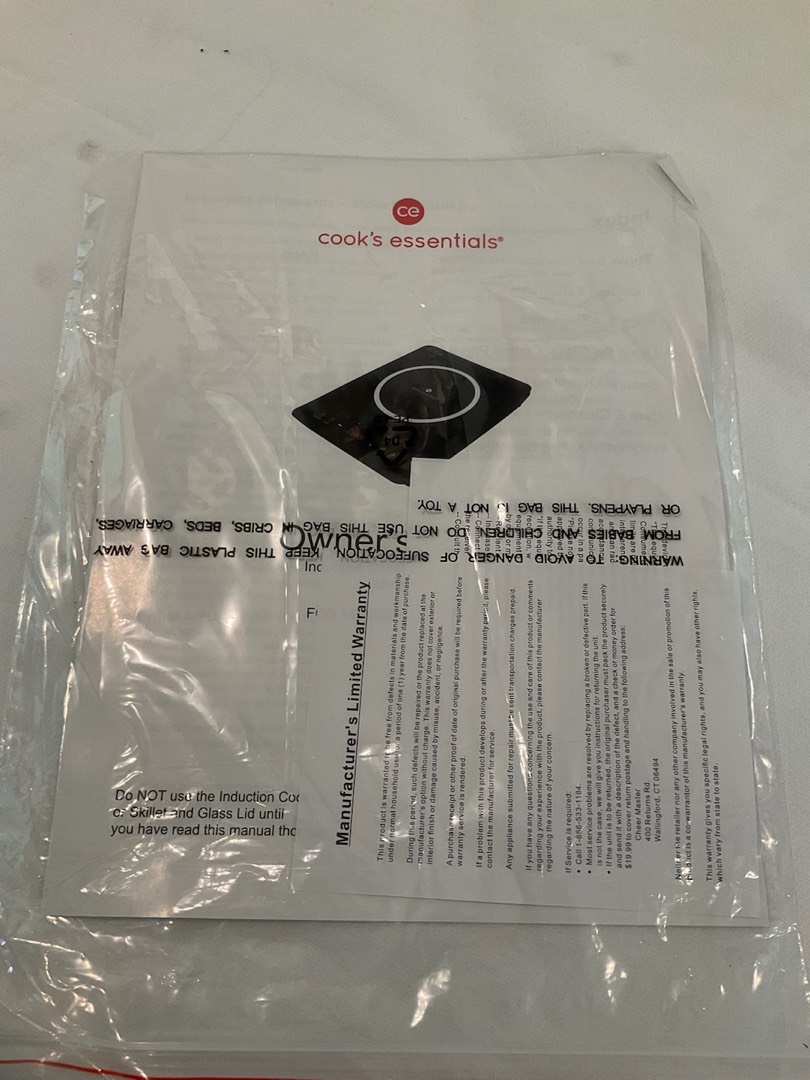 ce
cook's essentials®
WARNING: TO AVOID DANGER OF SUFFOCATION, KEEP THIS PLASTIC BAG AWAY
FROM BABIES AND CHILDREN. DO NOT USE THIS BAG IN CRIBS, BEDS, CARRIAGES,
OR PLAYPENS. THIS BAG IS NOT A TOY.
Owner's
Do NOT use the Induction
or Skillet and Glass Lid until
you have read this manual
Manufacturer's Limited Warranty
This product is warranted to be free from defects in materials and workmanship
under normal household use for a period of one (1) year from the date of purchase.
During this period, such defects will be repaired or the product replaced at the
manufacturer's option without charge. This warranty does not cover exterior or
interior finish or damage caused by misuse, accident, or negligence.
A purchase receipt or other proof of date of original purchase will be required before
warranty service is rendered.
If a problem with this product develops during or after the warranty period, please
contact the manufacturer for service.
Any appliance submitted for repair must be sent transportation charges prepaid.
If you have any questions concerning the use and care of this product or comments
regarding your experience with the product, please contact the manufacturer
regarding the nature of your concern.
If Service is required:
• Call 1-856-533-1184.
• Most service problems are resolved by replacing a broken or defective part. If this
is not the case, we will give you instructions for returning the unit.
• If the unit is to be returned, the original purchaser must pack the product securely
and send it with a description of the defect, and a check or money order for
$19.99 to cover return postage and handling to the following address:
Cheer Master
400 Returns Rd
Wallingford, CT 06494
Neither the retailer nor any other company involved in the sale or promotion of this
product is a co-warrantor of this manufacturer's warranty.
This warranty gives you specific legal rights, and you may also have other rights,
which vary from state to state.